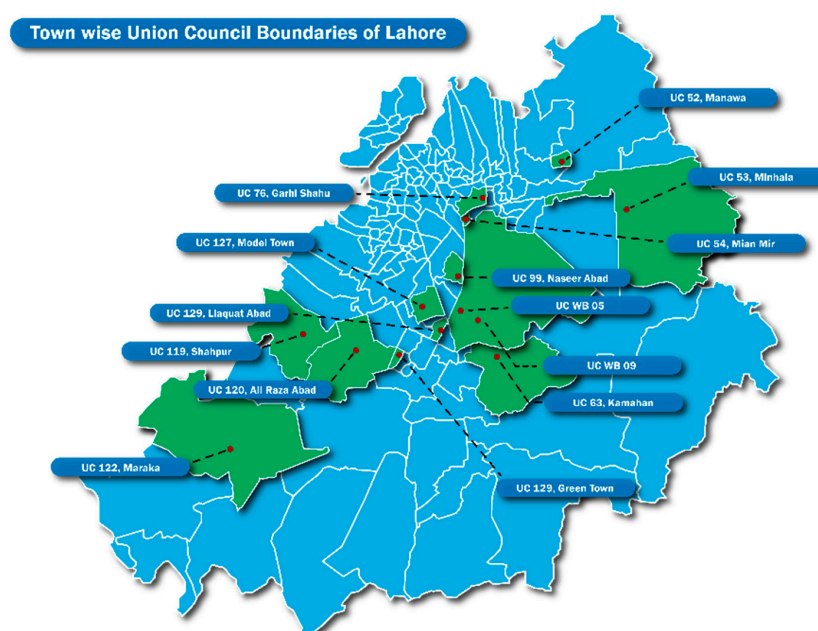 Town wise Union Council Boundaries of Lahore
UC 52, Manawa
UC 53, Minhala
UC 76, Garhi Shahu
UC 127, Model Town
UC 54, Mian Mir
UC 99, Naseer Abad
UC WB 05
UC 129, Liaquat Abad
UC 119, Shahpur
UC WB 09
UC 120, Ali Raza Abad
UC 63, Kamahan
UC 122, Maraka
UC 129, Green Town